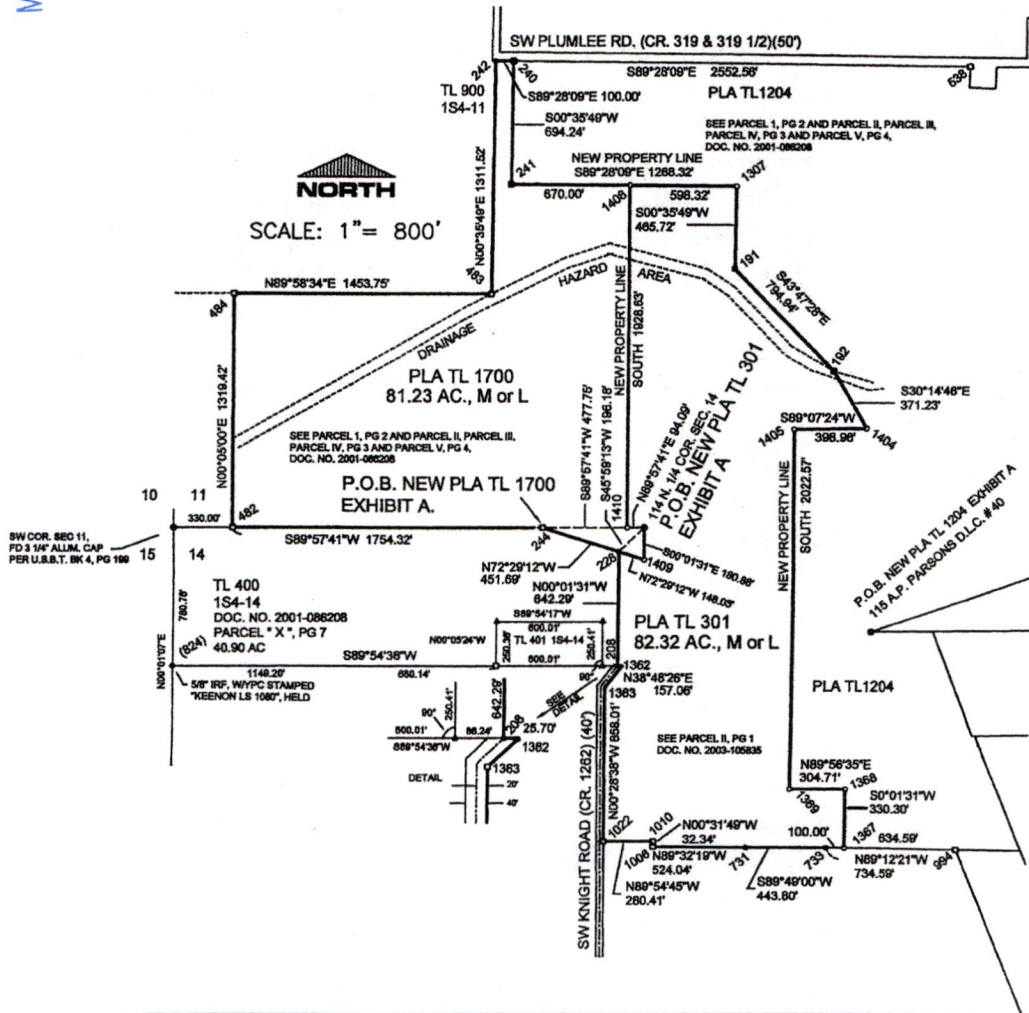 SW PLUMLEE RD. (CR. 319 & 319 1/2)(50')
242
240
S89°28'09"E 2552.56'
638
TL 900
1S4-11
S89°28'09"E 100.00'
PLA TL1204
S00°35'49"W
694.24'
SEE PARCEL 1, PG 2 AND PARCEL II, PARCEL III,
PARCEL IV, PG 3 AND PARCEL V, PG 4,
DOC. NO. 2001-086208
NORTH
SCALE: 1"= 800'
241
NEW PROPERTY LINE
S89°28'09"E 1268.32'
1307
670.00'
1408
598.32'
S00°35'49"W
465.72'
N00°35'49"E 1311.52'
191
S43°47'28"E
794.94'
N89°58'34"E 1453.75'
483
HAZARD
AREA
484
DRAINAGE
NEW PROPERTY LINE
SOUTH 1928.63'
192
S30°14'46"E
371.23'
PLA TL 1700
81.23 AC., M or L
N00°05'00"E 1319.42'
S89°07'24"W
398.96'
1405
1404
SEE PARCEL 1, PG 2 AND PARCEL II, PARCEL III,
PARCEL IV, PG 3 AND PARCEL V, PG 4,
DOC. NO. 2001-086208
S89°57'41"W 477.75'
S45°59'13"W 196.18'
1410
N89°57'41"E 94.09'
114 N. 1/4 COR. SEC. 14
P.O.B. NEW PLA TL 301
EXHIBIT A
P.O.B. NEW PLA TL 1700
EXHIBIT A.
10
11
330.00'
482
SW COR. SEC 11,
FD 3 1/4" ALUM. CAP
PER U.S.B.T. BK 4, PG 199
15
14
S89°57'41"W 1754.32'
244
N72°29'12"W
451.69'
228
S00°01'31"E 180.86'
1409
N72°29'12"W 148.05'
NEW PROPERTY LINE
SOUTH 2022.57'
P.O.B. NEW PLA TL 1204 EXHIBIT A
115 A.P. PARSONS D.L.C. #40
N00°01'31"W
642.29'
TL 400
1S4-14
DOC. NO. 2001-086208
PARCEL " X ", PG 7
40.90 AC
N00°01'07"E
780.78'
(824)
S89°54'17"W
600.01'
N00°05'24"W
250.38'
TL 401 1S4-14
250.41'
208
PLA TL 301
82.32 AC., M or L
S89°54'38"W
1149.20'
660.14'
600.01'
90°
1362
N38°48'26"E
157.06'
1363
5/8" IRF, W/YPC STAMPED
"KEENON LS 1080", HELD
SEE
DETAIL
PLA TL1204
90°
250.41'
642.29'
600.01'
86.24'
208
25.70'
S89°54'38"W
1362
1363
DETAIL
20'
40'
SEE PARCEL II, PG 1
DOC. NO. 2003-105835
SW KNIGHT ROAD (CR. 1262) (40')
N00°28'38"W 858.01'
N89°56'35"E
304.71'
1369
1368
S0°01'31"W
330.30'
1022
1010
N00°31'49"W
32.34'
1006
N89°32'19"W
524.04'
N89°54'45"W
280.41'
731
S89°49'00"W
443.80'
100.00'
733
1367
634.59'
N89°12'21"W
734.59'
994